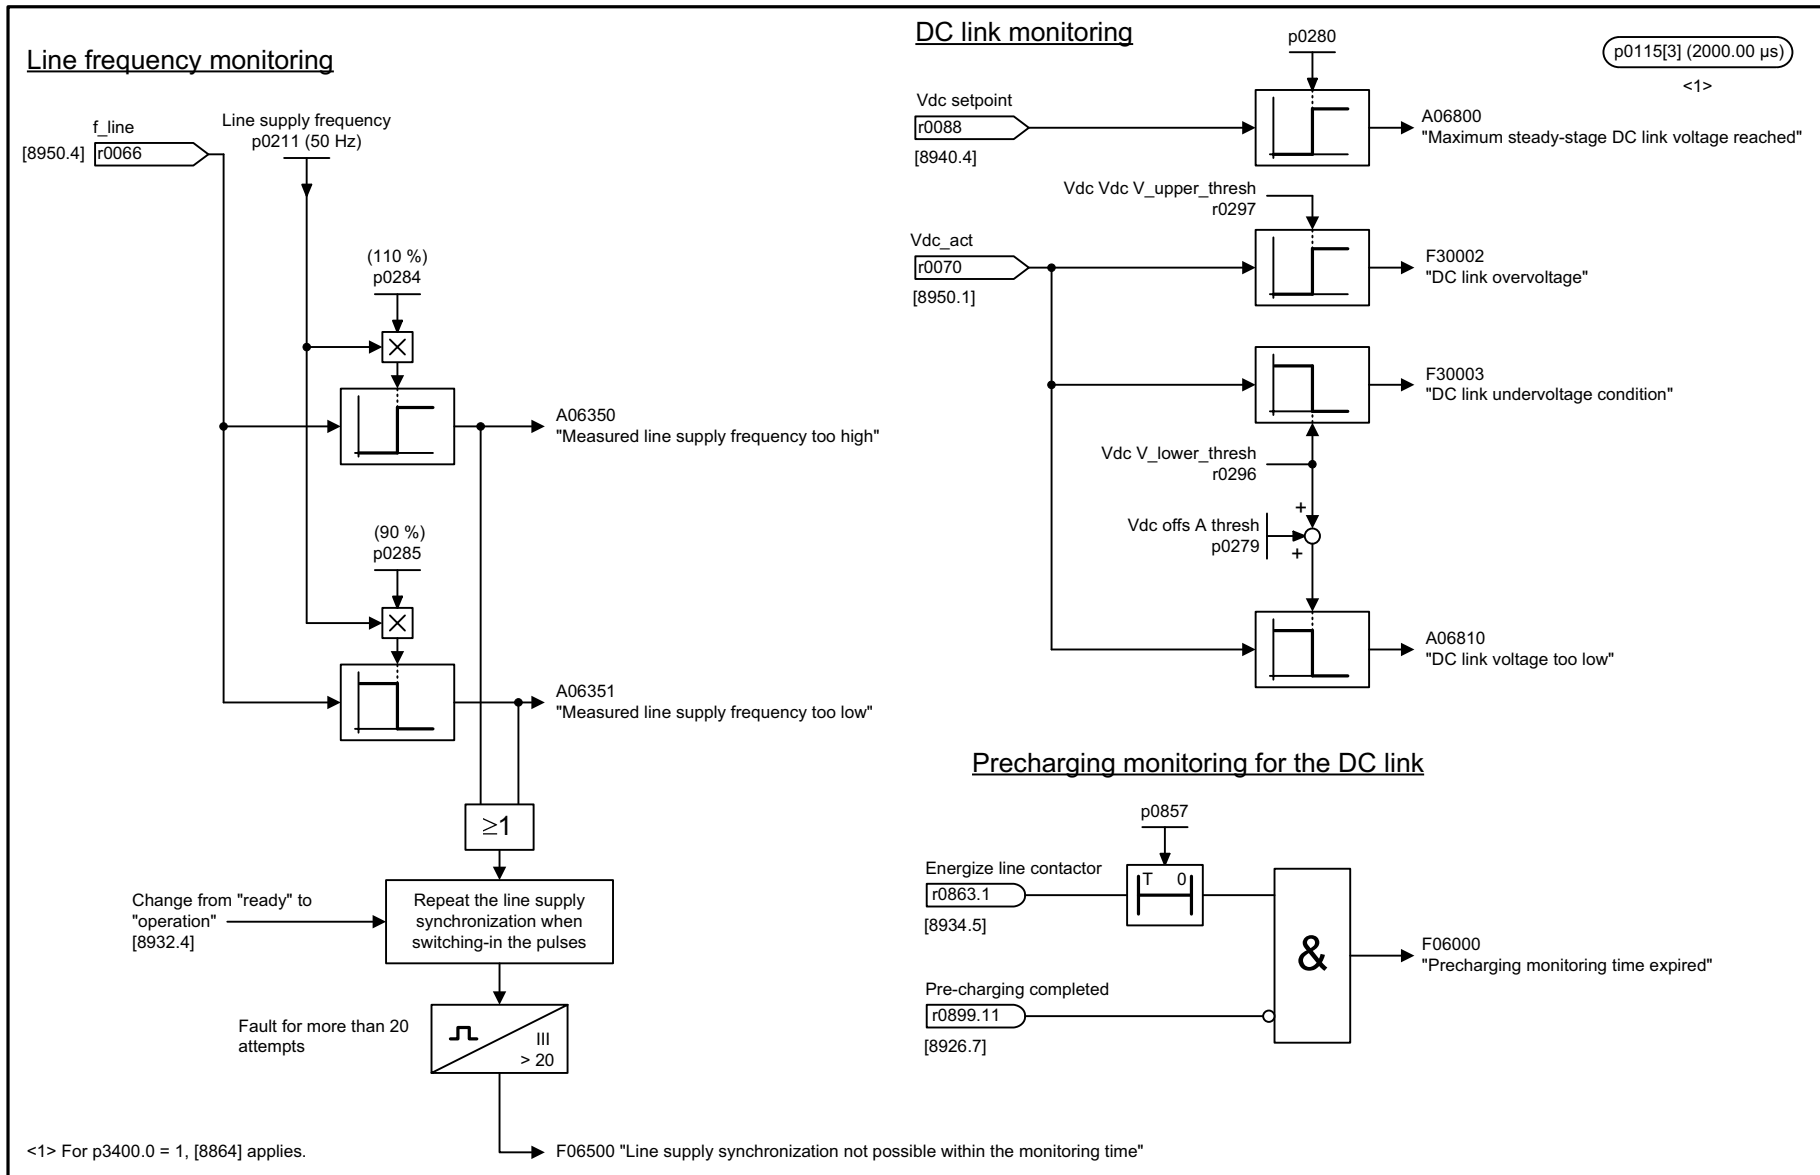 Line frequency monitoring
f_line
[8950.4]
r0066
Line supply frequency
p0211 (50 Hz)
(110 %)
p0284
A06350
"Measured line supply frequency too high"
(90 %)
p0285
A06351
"Measured line supply frequency too low"
≥1
Change from "ready" to
"operation"
[8932.4]
Repeat the line supply
synchronization when
switching-in the pulses
Fault for more than 20
attempts
III
> 20
F06500 "Line supply synchronization not possible within the monitoring time"
<1> For p3400.0 = 1, [8864] applies.
DC link monitoring
p0280
p0115[3] (2000.00 µs)
<1>
Vdc setpoint
r0088
[8940.4]
A06800
"Maximum steady-stage DC link voltage reached"
Vdc Vdc V_upper_thresh
r0297
Vdc_act
r0070
[8950.1]
F30002
"DC link overvoltage"
F30003
"DC link undervoltage condition"
Vdc V_lower_thresh
r0296
+
Vdc offs A thresh
p0279
+
A06810
"DC link voltage too low"
Precharging monitoring for the DC link
p0857
Energize line contactor
r0863.1
[8934.5]
T 0
&
F06000
"Precharging monitoring time expired"
Pre-charging completed
r0899.11
[8926.7]